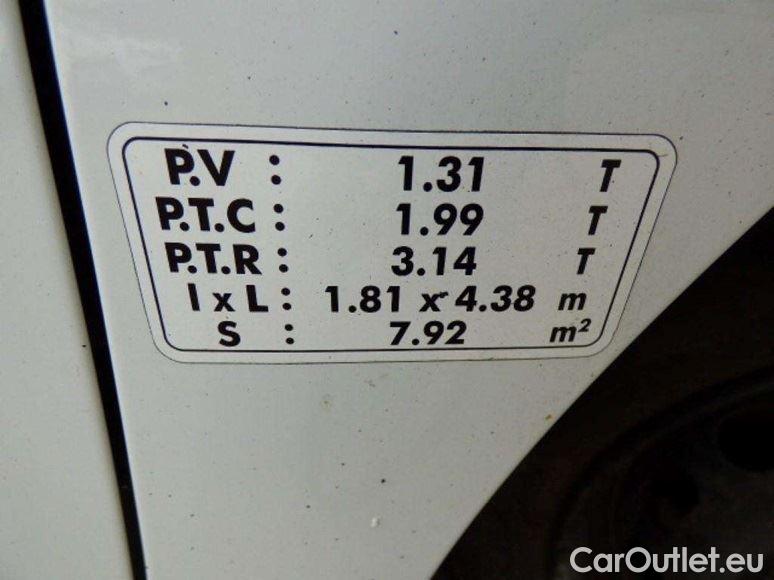 P.V : 1.31 T
P.T.C : 1.99 T
P.T.R : 3.14 T
l x L : 1.81 x 4.38 m
S : 7.92 m²
CarOutlet.eu